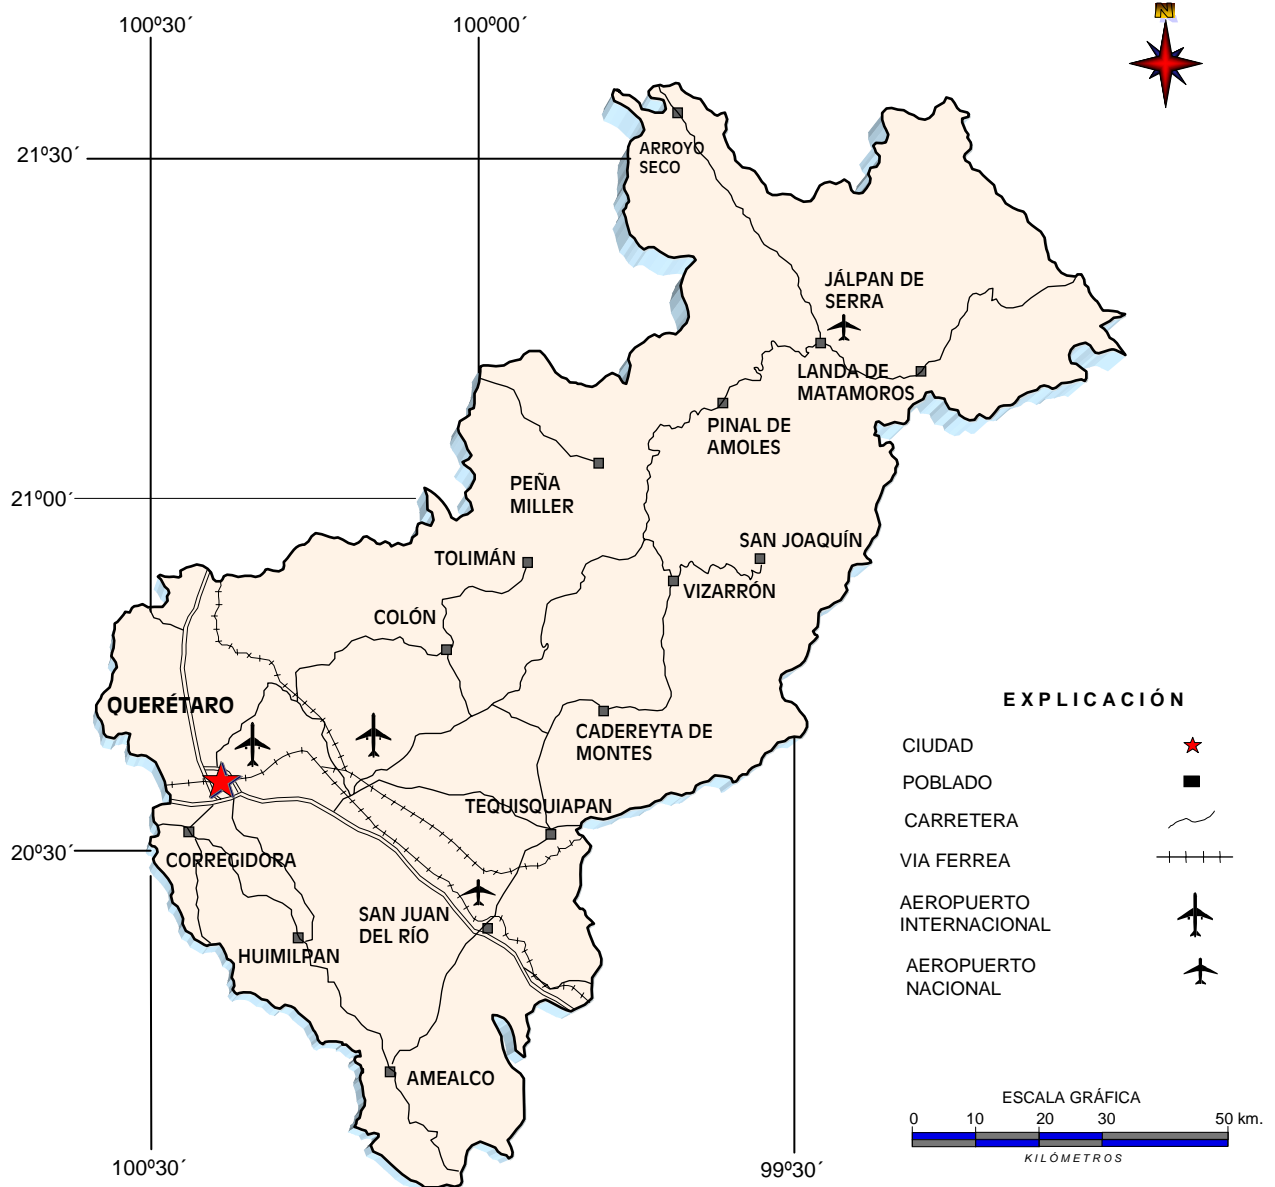 100º30´
100º00´
N
21º30´
ARROYO
SECO
JÁLPAN DE
SERRA
LANDA DE
MATAMOROS
PINAL DE
AMOLES
PEÑA
MILLER
21º00´
SAN JOAQUÍN
TOLIMÁN
VIZARRÓN
COLÓN
QUERÉTARO
CADEREYTA DE
MONTES
TEQUISQUIAPAN
20º30´
CORREGIDORA
SAN JUAN
DEL RÍO
HUIMILPAN
AMEALCO
100º30´
99º30´
EXPLICACIÓN
CIUDAD
POBLADO
CARRETERA
VIA FERREA
AEROPUERTO
INTERNACIONAL
AEROPUERTO
NACIONAL
ESCALA GRÁFICA
0 10 20 30 50 km.
KILÓMETROS